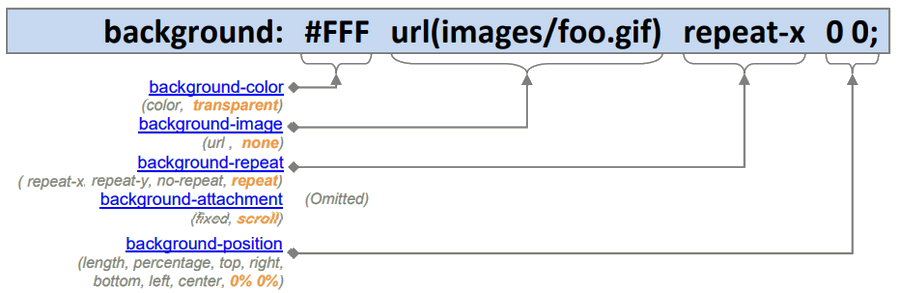 background: #FFF url(images/foo.gif) repeat-x 0 0;
background-color
(color, transparent)
background-image
(url , none)
background-repeat
( repeat-x. repeat-y, no-repeat, repeat)
background-attachment (Omitted)
(fixed, scroll)
background-position
(length, percentage, top, right,
bottom, left, center, 0% 0%)